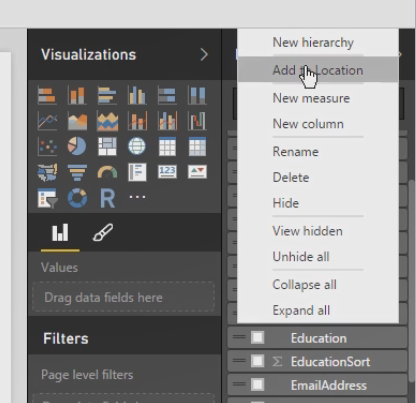 Visualizations
New hierarchy
Add to Location
New measure
New column
Rename
Delete
Hide
View hidden
Unhide all
Collapse all
Expand all
R
123
Values
Drag data fields here
Filters
Page level filters
Education
Σ EducationSort
EmailAddress